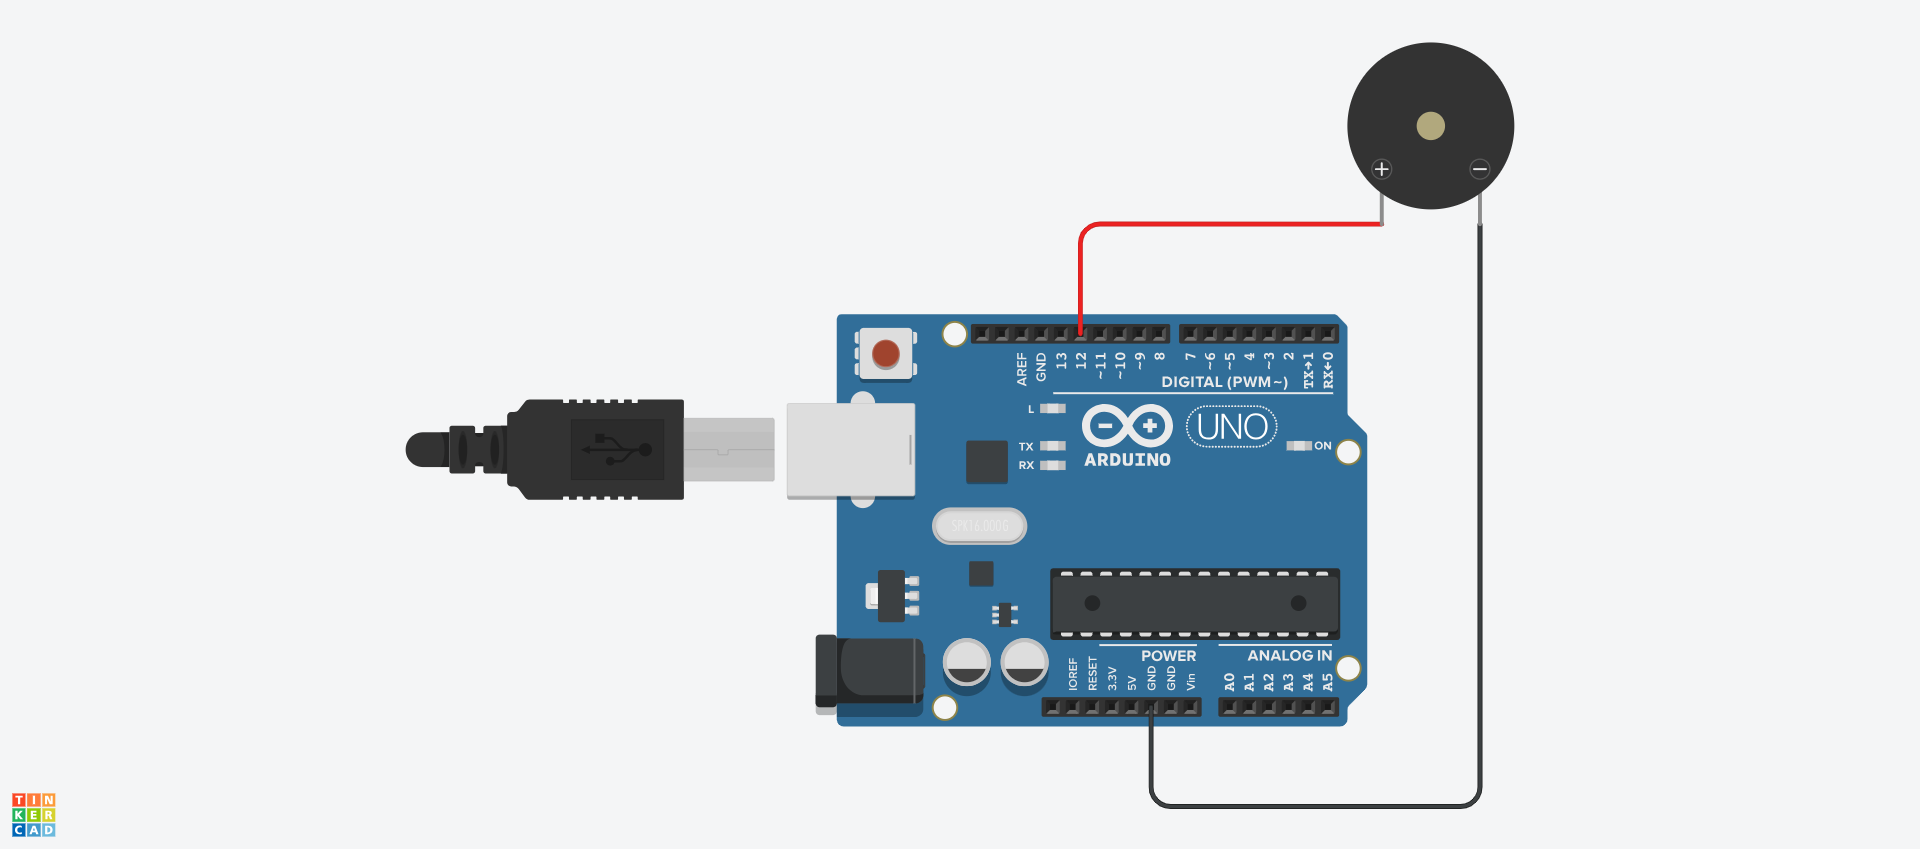 + −
AREF
GND
13
12
~11
~10
~9
8
7
~6
~5
4
~3
2
TX→1
RX←0
DIGITAL (PWM~)
L
TX
RX
ARDUINO
UNO
ON
SPK16.000G
POWER
ANALOG IN
IOREF
RESET
3.3V
5V
GND
GND
Vin
A0
A1
A2
A3
A4
A5
TIN
KER
CAD